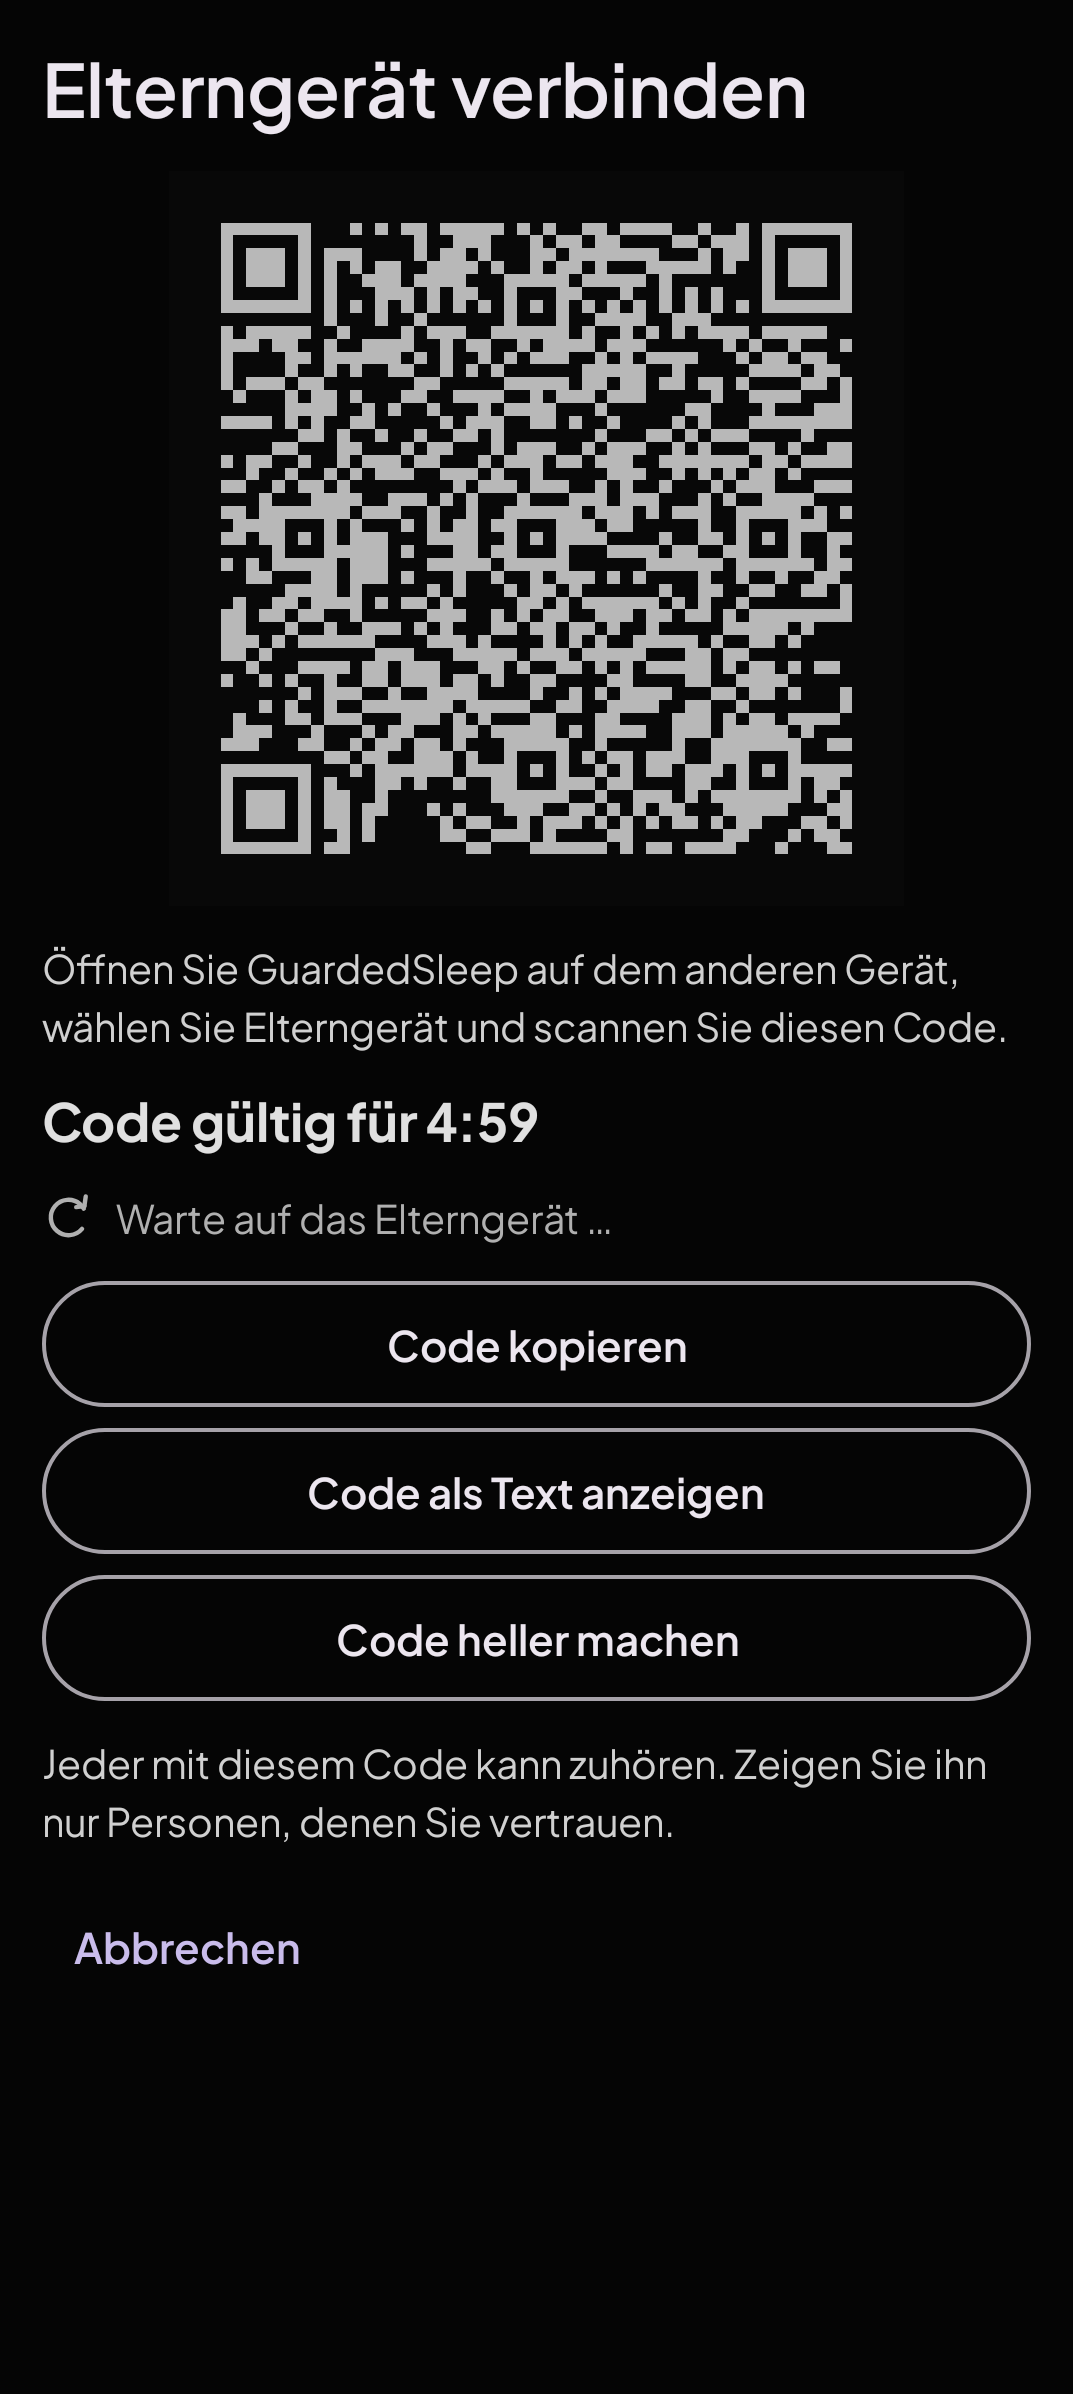 Elterngerät verbinden
Öffnen Sie GuardedSleep auf dem anderen Gerät,
wählen Sie Elterngerät und scannen Sie diesen Code.
Code gültig für 4:59
Warte auf das Elterngerät ...
Code kopieren
Code als Text anzeigen
Code heller machen
Jeder mit diesem Code kann zuhören. Zeigen Sie ihn
nur Personen, denen Sie vertrauen.
Abbrechen